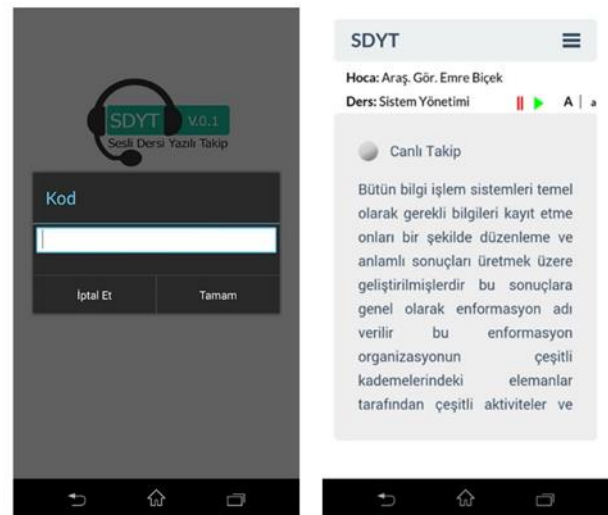 SDYT V.0.1
Sesli Dersi Yazılı Takip
Kod
İptal Et Tamam
SDYT
Hoca: Araş. Gör. Emre Biçek
Ders: Sistem Yönetimi A | a
Canlı Takip
Bütün bilgi işlem sistemleri temel
olarak gerekli bilgileri kayıt etme
onları bir şekilde düzenleme ve
anlamlı sonuçları üretmek üzere
geliştirilmişlerdir bu sonuçlara
genel olarak enformasyon adı
verilir bu enformasyon
organizasyonun çeşitli
kademelerindeki elemanlar
tarafından çeşitli aktiviteler ve